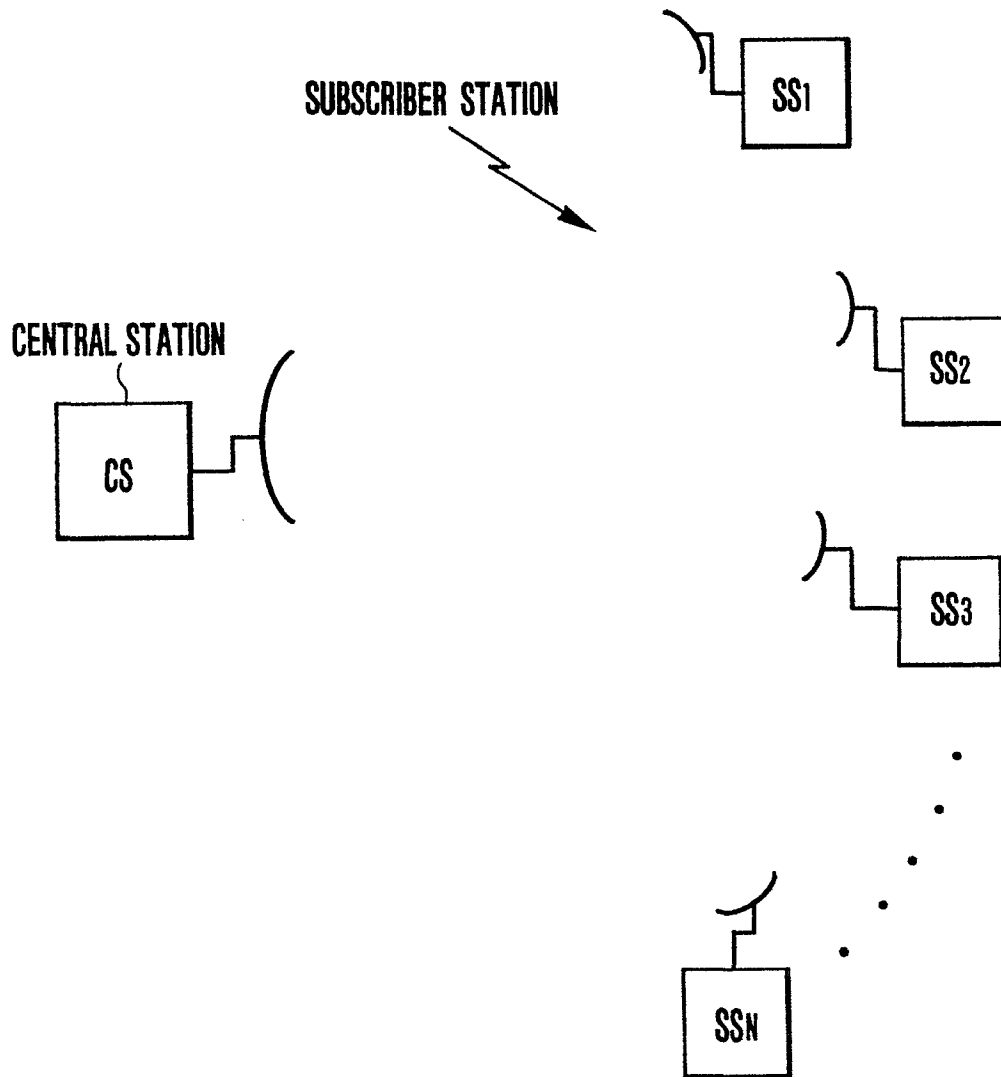 SS1
SUBSCRIBER STATION
SS2
CENTRAL STATION
CS
SS3
SSN